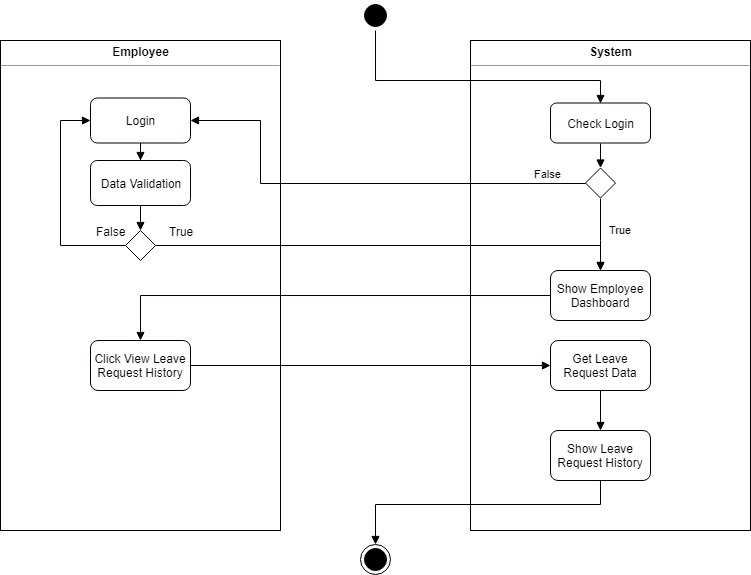 Employee
System
Login
Check Login
False
Data Validation
False
True
True
Show Employee
Dashboard
Click View Leave
Request History
Get Leave
Request Data
Show Leave
Request History